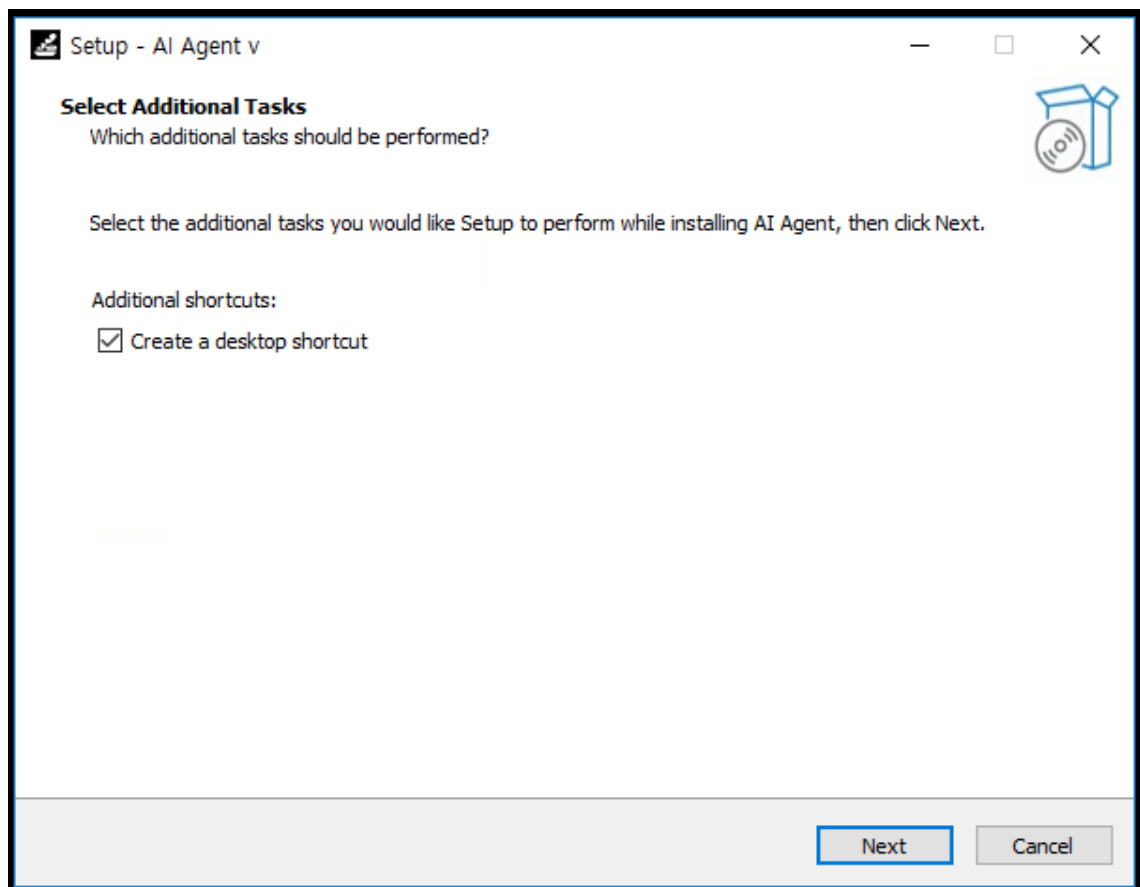 Setup - AI Agent v
Select Additional Tasks
Which additional tasks should be performed?
Select the additional tasks you would like Setup to perform while installing AI Agent, then click Next.
Additional shortcuts:
Create a desktop shortcut
Next
Cancel